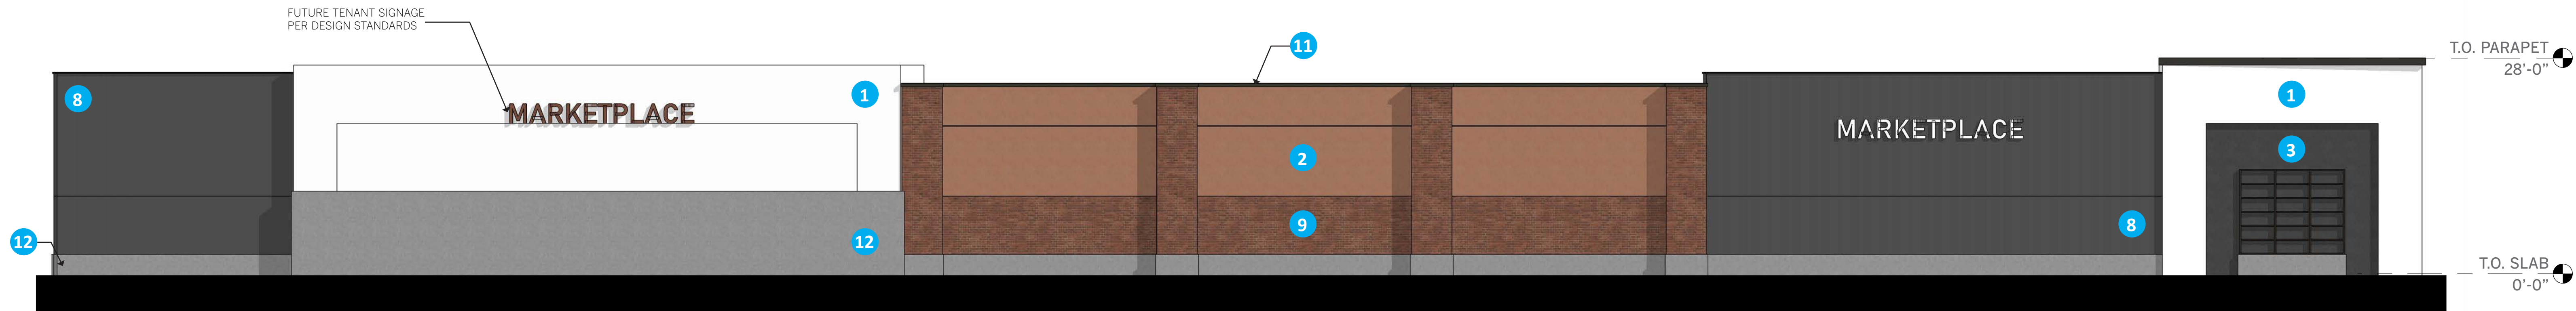 FUTURE TENANT SIGNAGE
PER DESIGN STANDARDS
11
T.O. PARAPET
28'-0"
8
1
1
MARKETPLACE
MARKETPLACE
2
3
9
8
12
12
T.O. SLAB
0'-0"